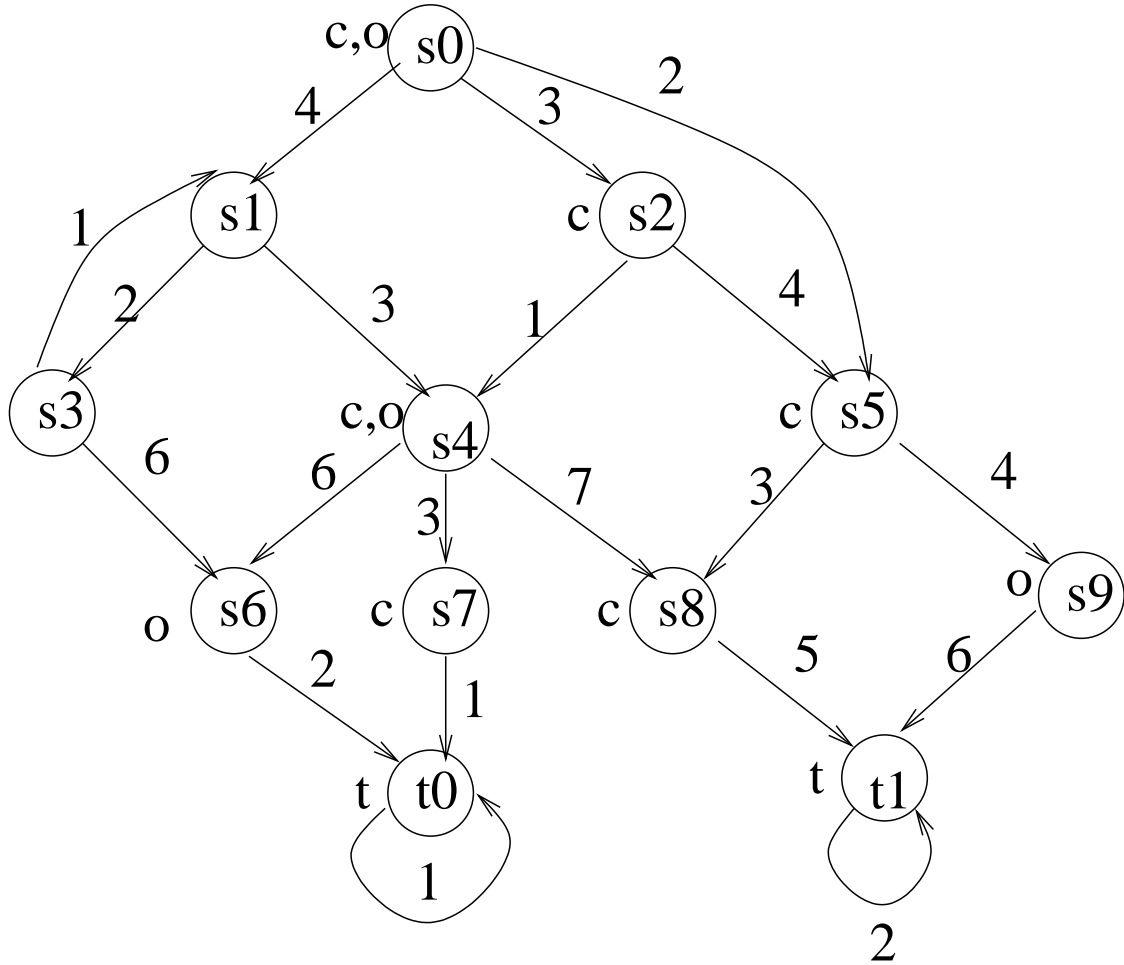 c,o s0
2
4 3
1 s1 c s2
2 3 1 4
s3 c,o s4 c s5
6 6 3 7 3 4
o s6 c s7 c s8 o s9
2 1 5 6
t t0 t t1
1
2